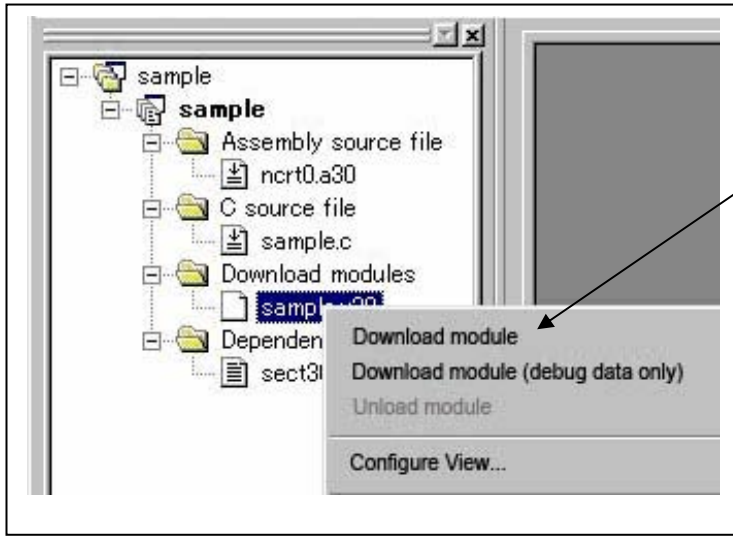 sample
sample
Assembly source file
ncrt0.a30
C source file
sample.c
Download modules
Download module
Download module (debug data only)
Unload module
Configure View...